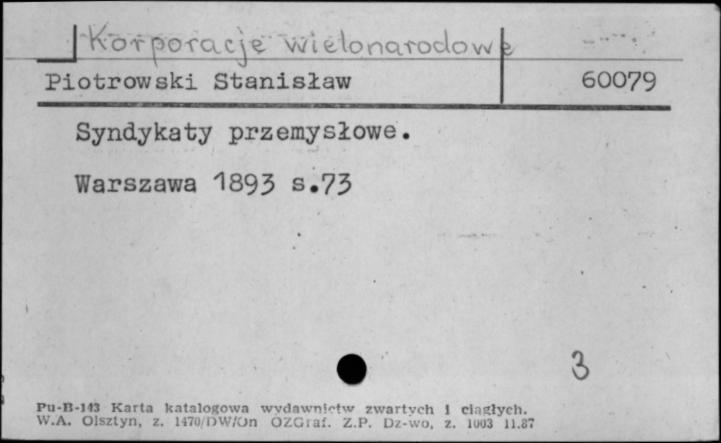 Korporacje wielonarodowe
Piotrowski Stanisław 60079
Syndykaty przemysłowe.
Warszawa 1893 s.73
3
Pu-B-143 Karta katalogowa wydawnictw zwartych i ciągłych.
W.A. Olsztyn, z. 1470/DW/On OZGraf. Z.P. Dz-wo, z. 1003 11.87